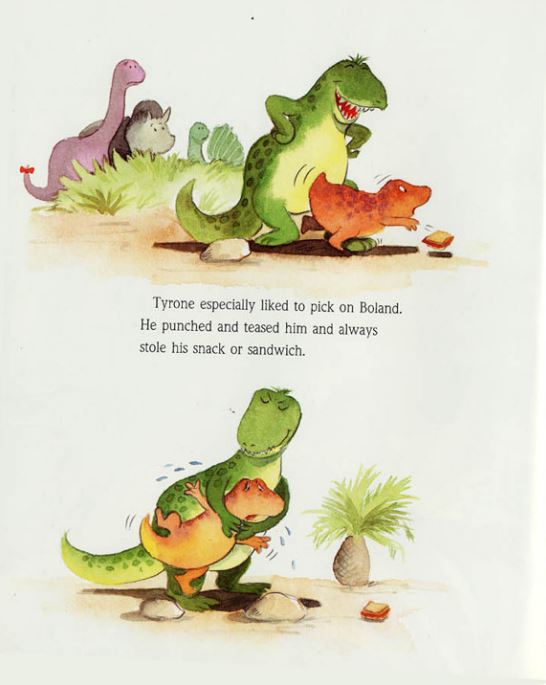 Tyrone especially liked to pick on Boland.
He punched and teased him and always
stole his snack or sandwich.